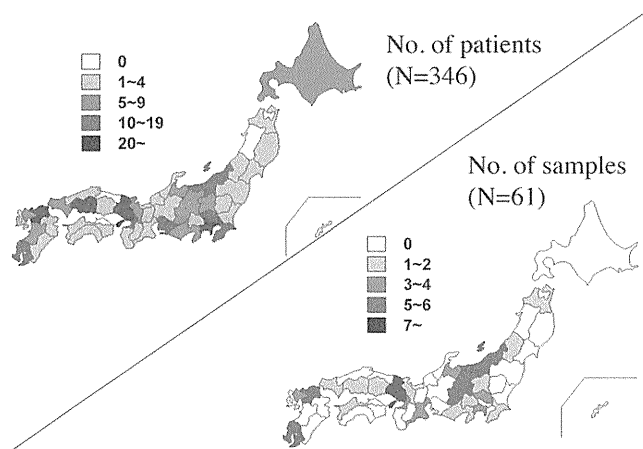 No. of patients
(N=346)
0
1~4
5~9
10~19
20~
No. of samples
(N=61)
0
1~2
3~4
5~6
7~